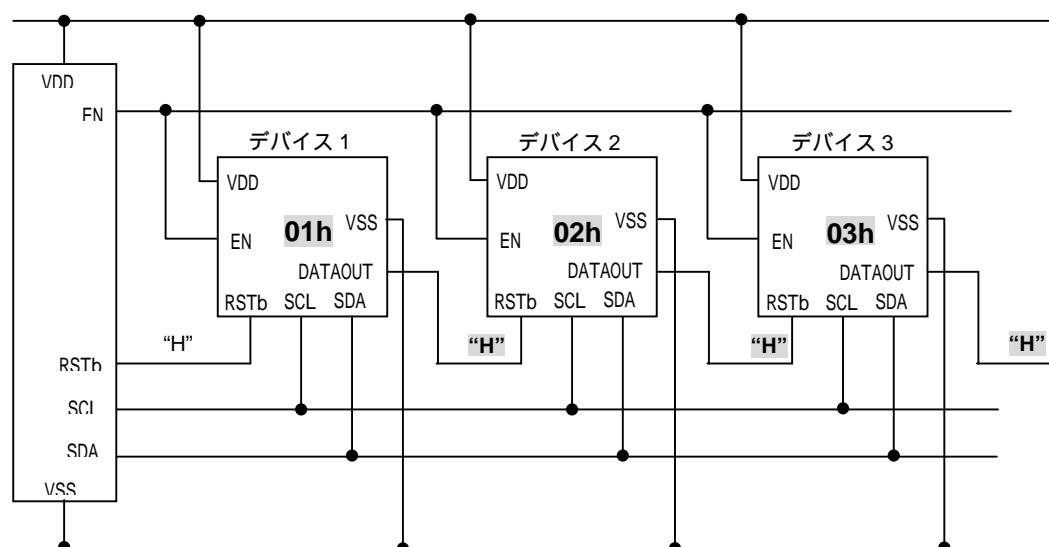 VDD
EN
デバイス 1
デバイス 2
デバイス 3
VDD
VDD
VDD
01h
VSS
02h
VSS
03h
VSS
EN
EN
EN
DATAOUT
DATAOUT
DATAOUT
RSTb SCL SDA
RSTb SCL SDA
RSTb SCL SDA
“H”
“H”
“H”
“H”
RSTb
SCL
SDA
VSS